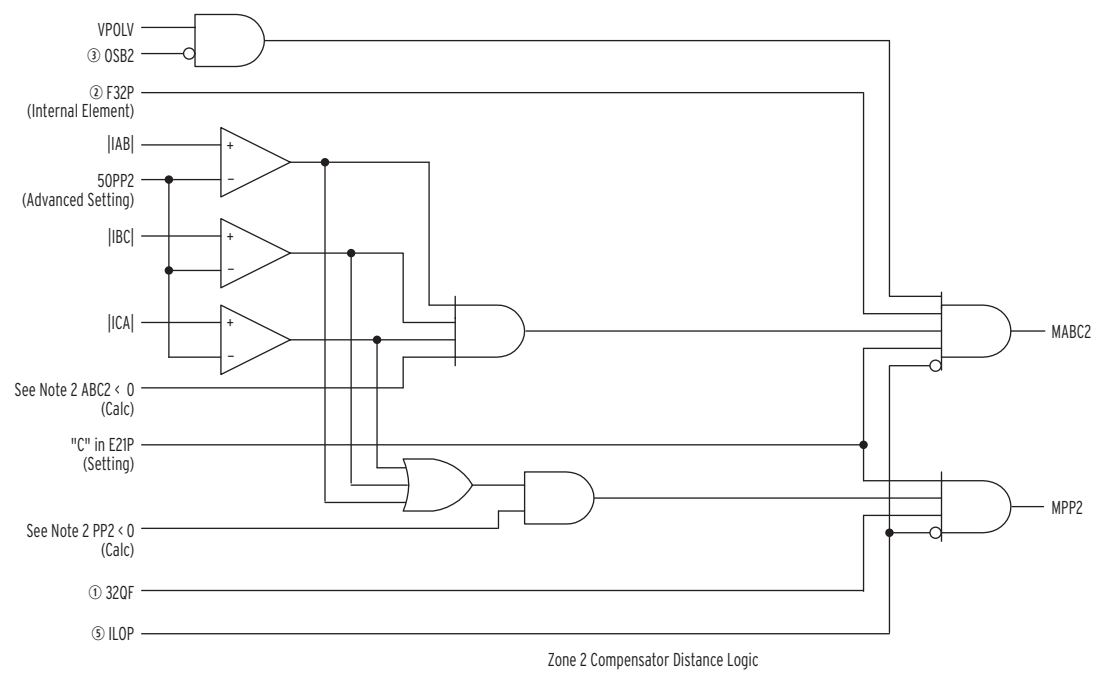 VPOLV
③ OSB2
② F32P
(Internal Element)
|IAB|
+
50PP2
(Advanced Setting)
−
|IBC|
+
−
|ICA|
+
−
MABC2
See Note 2 ABC2 < 0
(Calc)
"C" in E21P
(Setting)
MPP2
See Note 2 PP2 < 0
(Calc)
① 32QF
⑤ ILOP
Zone 2 Compensator Distance Logic